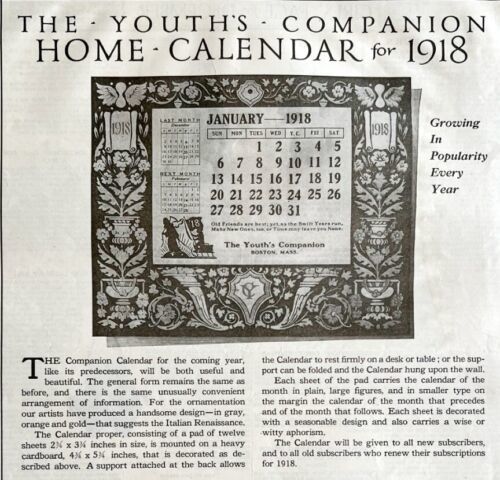 THE · YOUTH'S · COMPANION
HOME · CALENDAR for 1918
1918
LAST MONTH
December
NEXT MONTH
February
JANUARY—1918
SUN. MON. TUES WED. Y.C. FRI. SAT.
1 2 3 4 5
6 7 8 9 10 11 12
13 14 15 16 17 18 19
20 21 22 23 24 25 26
27 28 29 30 31
Old Friends are best; yet, as the Swift Years run,
Make New Ones, too, or Time may leave You None.
The Youth's Companion
BOSTON, MASS.
1918
YC
Growing
In
Popularity
Every
Year
THE Companion Calendar for the coming year,
like its predecessors, will be both useful and
beautiful. The general form remains the same as
before, and there is the same unusually convenient
arrangement of information. For the ornamentation
our artists have produced a handsome design—in gray,
orange and gold—that suggests the Italian Renaissance.
The Calendar proper, consisting of a pad of twelve
sheets 2¾ x 3¼ inches in size, is mounted on a heavy
cardboard, 4¾ x 5¾ inches, that is decorated as de-
scribed above. A support attached at the back allows
the Calendar to rest firmly on a desk or table; or the sup-
port can be folded and the Calendar hung upon the wall.
Each sheet of the pad carries the calendar of the
month in plain, large figures, and in smaller type on
the margin the calendar of the month that precedes
and of the month that follows. Each sheet is decorated
with a seasonable design and also carries a wise or
witty aphorism.
The Calendar will be given to all new subscribers,
and to all old subscribers who renew their subscriptions
for 1918.